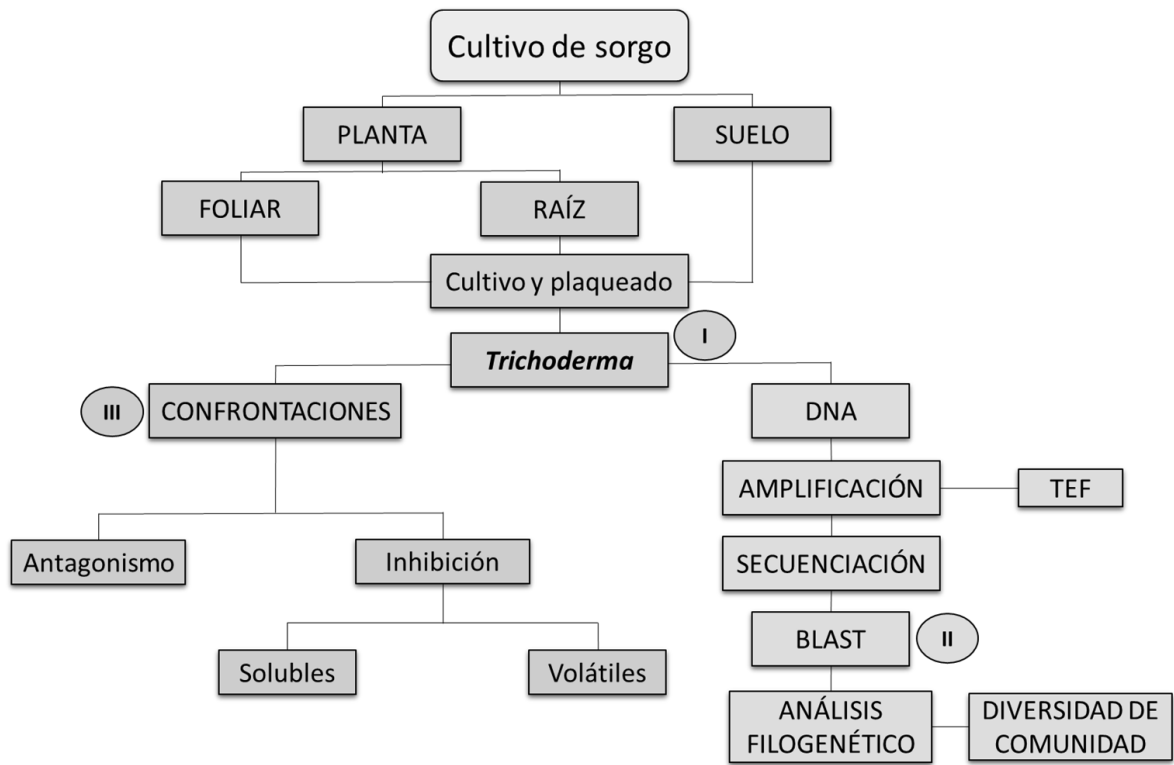 Cultivo de sorgo
PLANTA
SUELO
FOLIAR
RAÍZ
Cultivo y plaqueado
I
Trichoderma
III
CONFRONTACIONES
DNA
AMPLIFICACIÓN
TEF
Antagonismo
Inhibición
SECUENCIACIÓN
BLAST
II
Solubles
Volátiles
ANÁLISIS
FILOGENÉTICO
DIVERSIDAD DE
COMUNIDAD